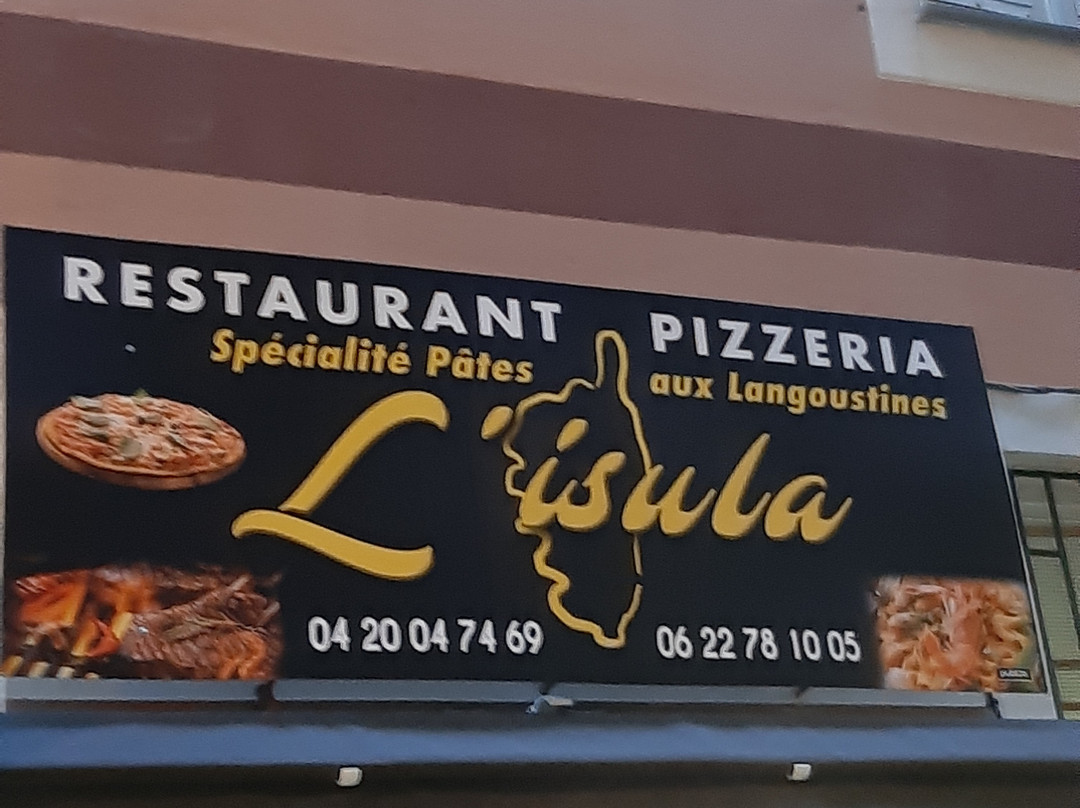 RESTAURANT PIZZERIA
Spécialité Pâtes aux Langoustines
L'isula
04 20 04 74 69 06 22 78 10 05